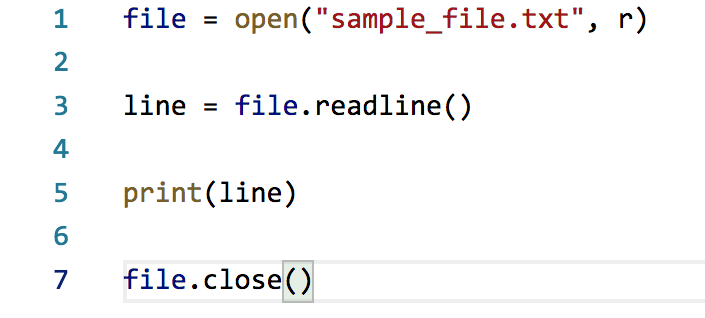 1 file = open("sample_file.txt", r)
2
3 line = file.readline()
4
5 print(line)
6
7 file.close()